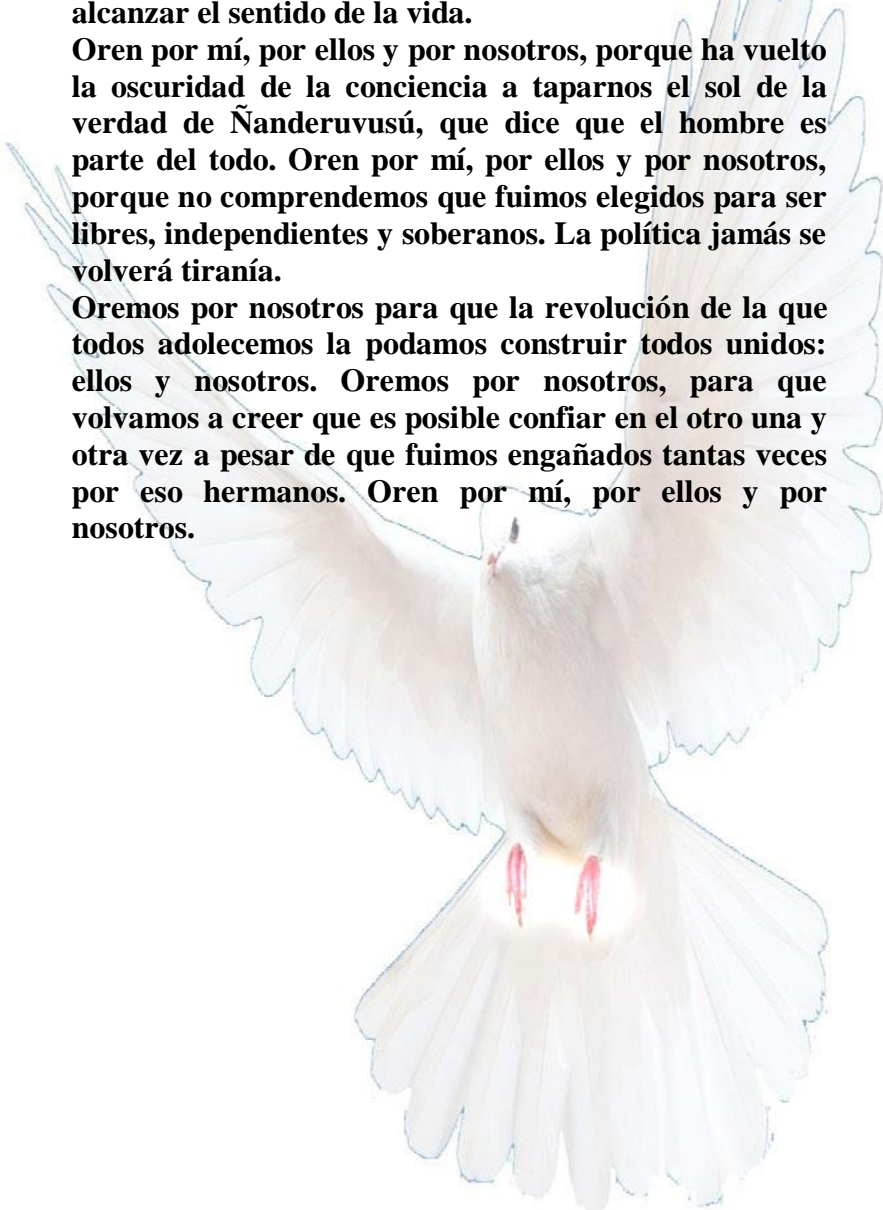 alcanzar el sentido de la vida.
Oren por mí, por ellos y por nosotros, porque ha vuelto
la oscuridad de la conciencia a taparnos el sol de la
verdad de Ñanderuvusú, que dice que el hombre es
parte del todo. Oren por mí, por ellos y por nosotros,
porque no comprendemos que fuimos elegidos para ser
libres, independientes y soberanos. La política jamás se
volverá tiranía.
Oremos por nosotros para que la revolución de la que
todos adolecemos la podamos construir todos unidos:
ellos y nosotros. Oremos por nosotros, para que
volvamos a creer que es posible confiar en el otro una y
otra vez a pesar de que fuimos engañados tantas veces
por eso hermanos. Oren por mí, por ellos y por
nosotros.